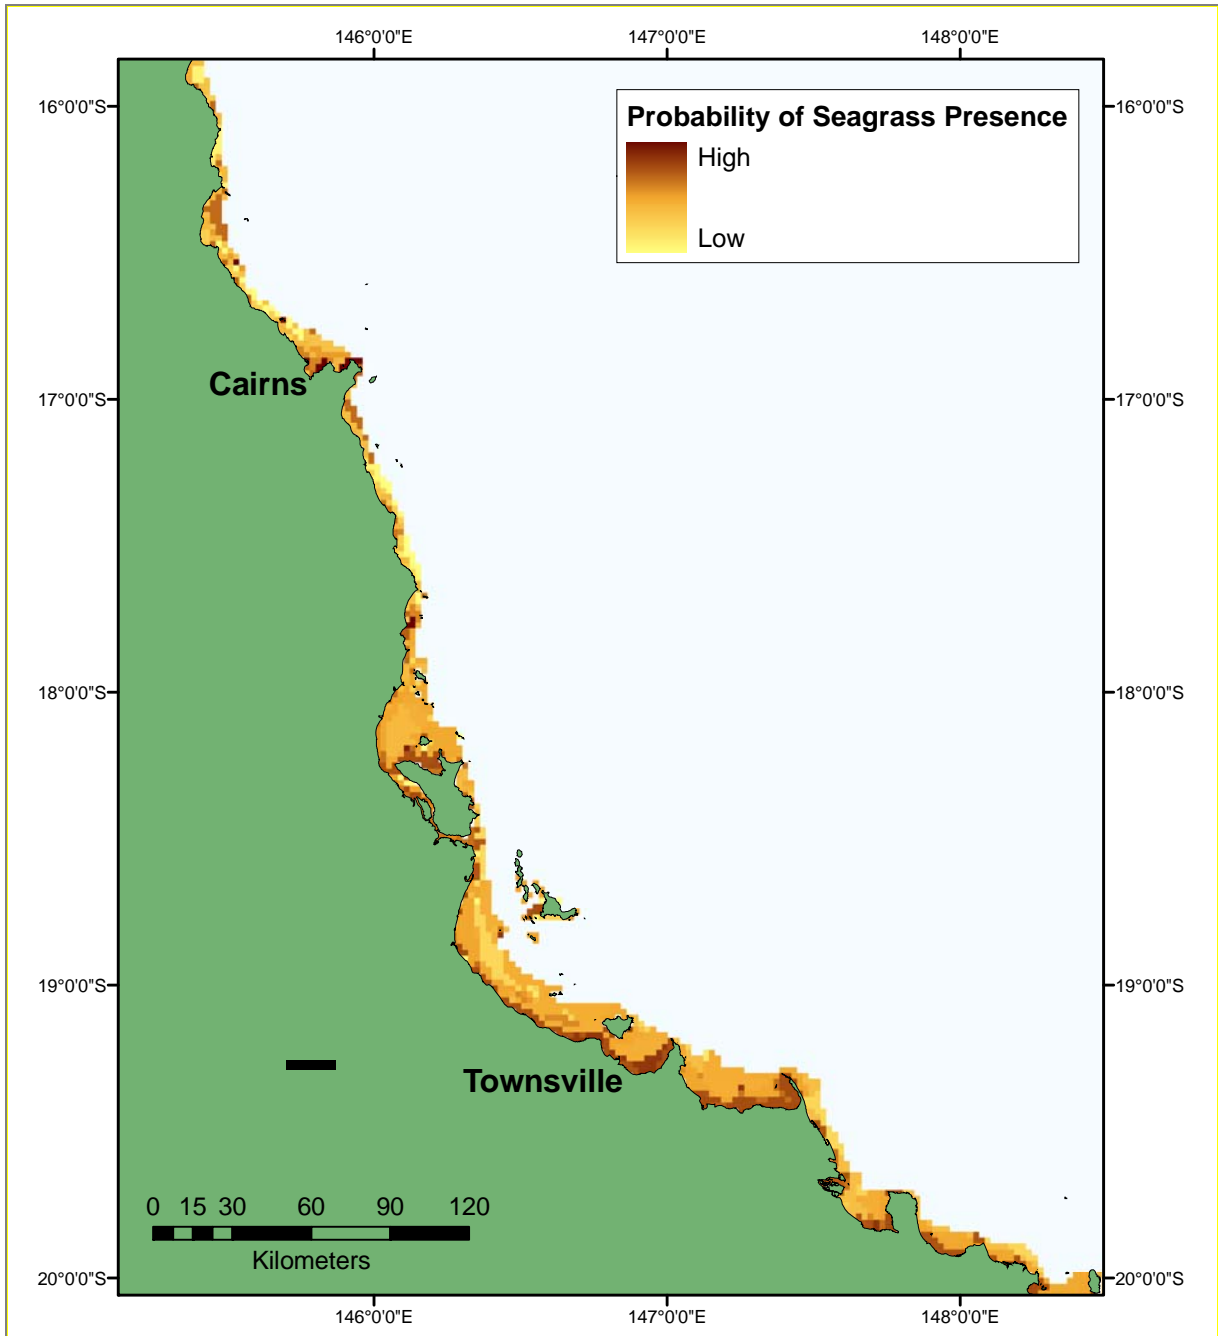 146°0'0"E 147°0'0"E 148°0'0"E
16°0'0"S 16°0'0"S
Probability of Seagrass Presence
High
Low
Cairns
17°0'0"S 17°0'0"S
18°0'0"S 18°0'0"S
19°0'0"S 19°0'0"S
Townsville
0 15 30 60 90 120
Kilometers
20°0'0"S 20°0'0"S
146°0'0"E 147°0'0"E 148°0'0"E